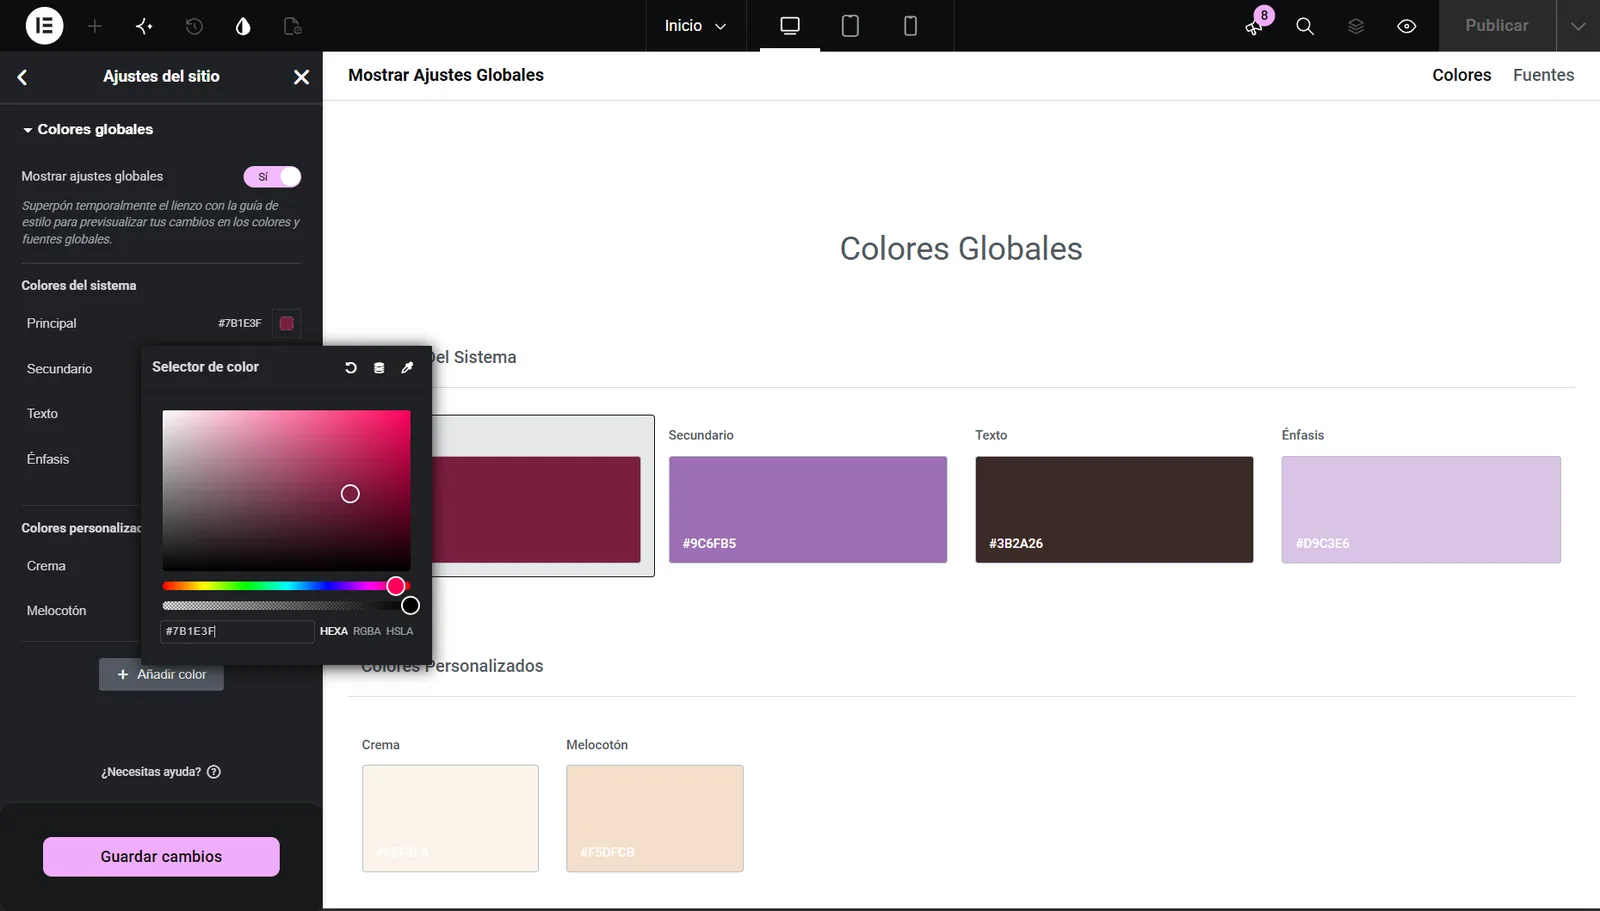 Inicio
8
Publicar
Ajustes del sitio
Mostrar Ajustes Globales
Colores
Fuentes
Colores globales
Mostrar ajustes globales
Sí
Superpón temporalmente el lienzo con la guía de
estilo para previsualizar tus cambios en los colores y
fuentes globales.
Colores del sistema
Principal
#7B1E3F
Secundario
Texto
Énfasis
Colores personalizad
Crema
Melocotón
Selector de color
#7B1E3F
HEXA RGBA HSLA
+ Añadir color
¿Necesitas ayuda?
Guardar cambios
Colores Globales
Del Sistema
Secundario
#9C6FB5
Texto
#3B2A26
Énfasis
#D9C3E6
Colores Personalizados
Crema
#FBF3EA
Melocotón
#F5DFCB